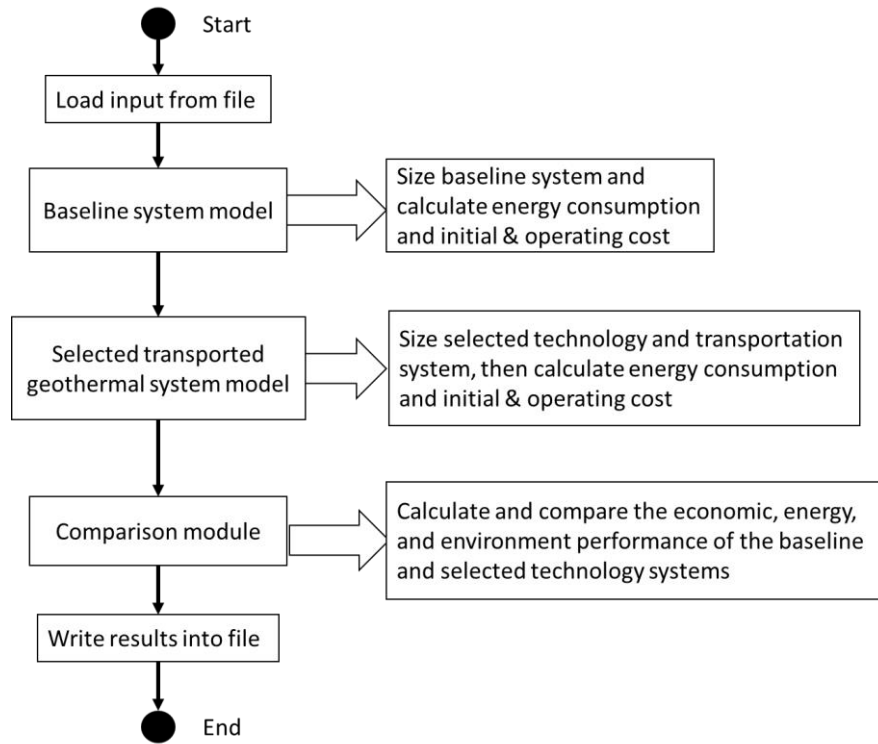 Start
Load input from file
Baseline system model
Size baseline system and
calculate energy consumption
and initial & operating cost
Selected transported
geothermal system model
Size selected technology and transportation
system, then calculate energy consumption
and initial & operating cost
Comparison module
Calculate and compare the economic, energy,
and environment performance of the baseline
and selected technology systems
Write results into file
End